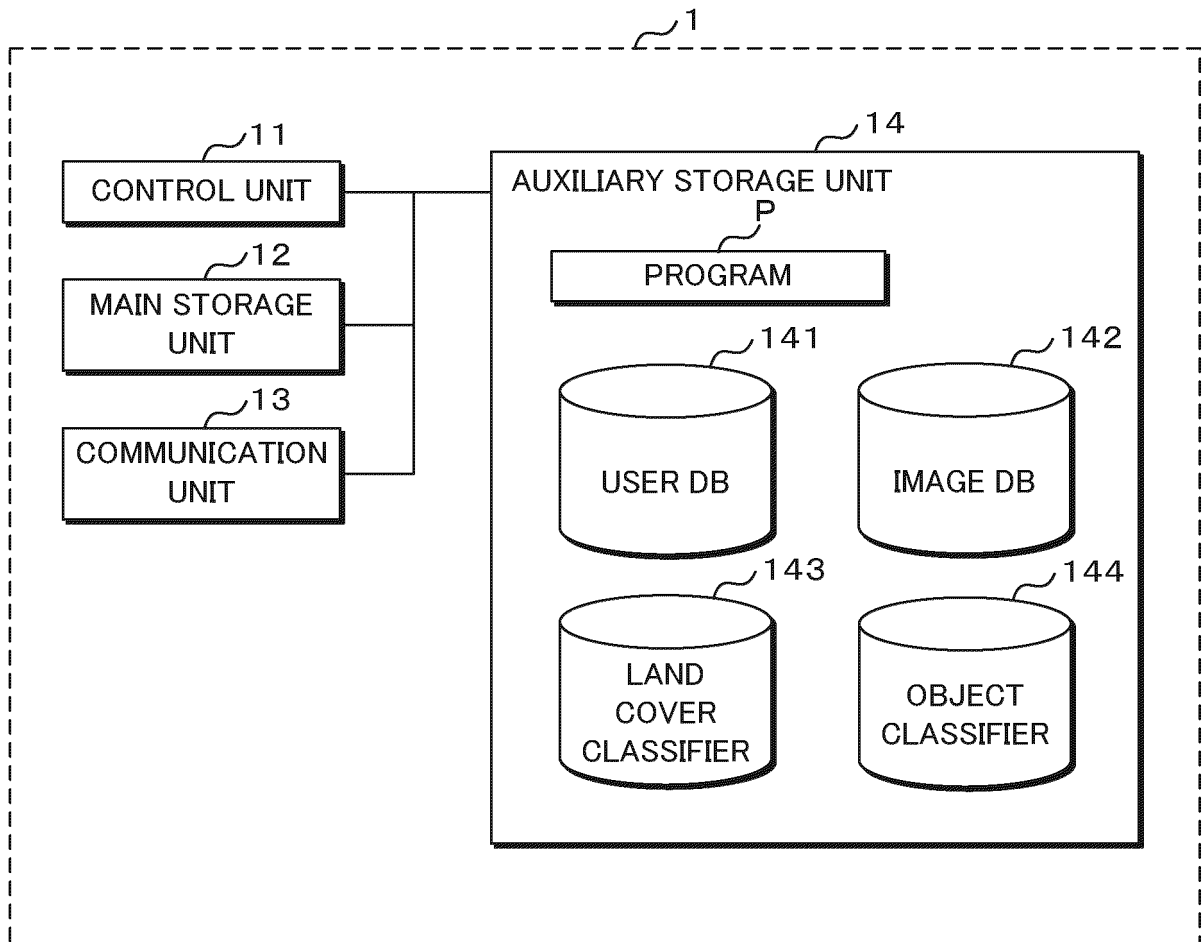 1
11
CONTROL UNIT
12
MAIN STORAGE
UNIT
13
COMMUNICATION
UNIT
14
AUXILIARY STORAGE UNIT
P
PROGRAM
141
USER DB
142
IMAGE DB
143
LAND
COVER
CLASSIFIER
144
OBJECT
CLASSIFIER